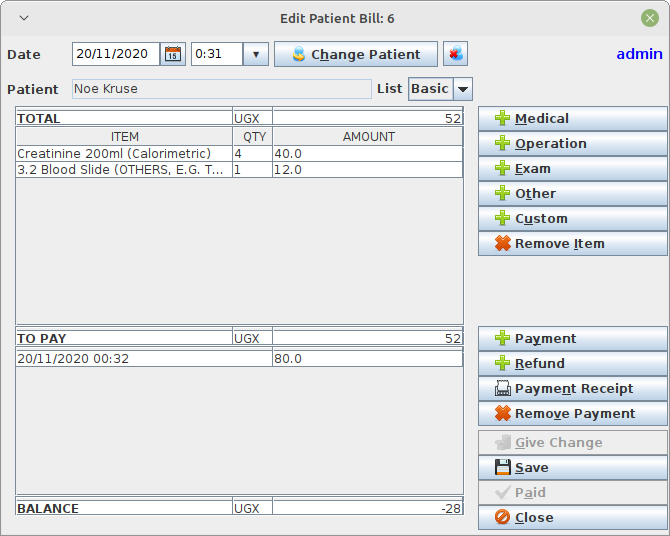 Edit Patient Bill: 6
Date 20/11/2020 15 0:31 Change Patient admin
Patient Noe Kruse List Basic
TOTAL UGX 52
ITEM QTY AMOUNT
Creatinine 200ml (Calorimetric) 4 40.0
3.2 Blood Slide (OTHERS, E.G. T... 1 12.0
Medical
Operation
Exam
Other
Custom
Remove Item
TO PAY UGX 52
20/11/2020 00:32 80.0
Payment
Refund
Payment Receipt
Remove Payment
Give Change
Save
Paid
BALANCE UGX -28
Close